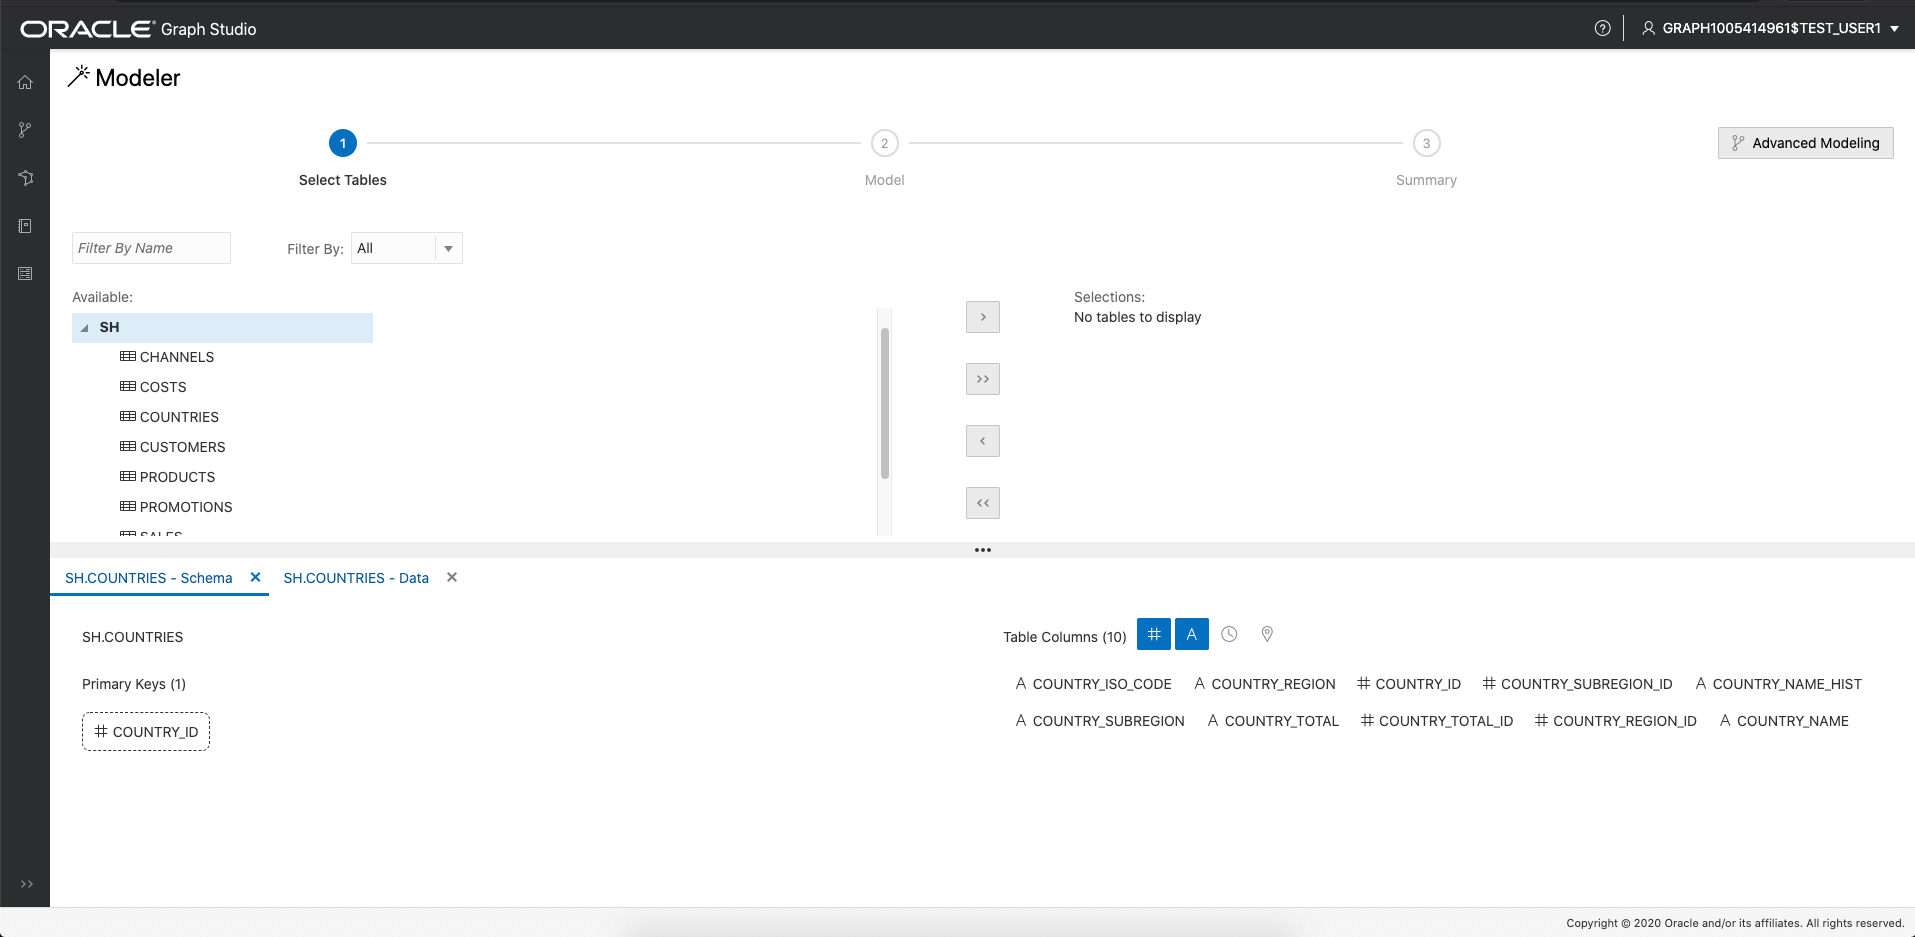 ORACLE® Graph Studio
GRAPH1005414961$TEST_USER1
Modeler
1
2
3
Advanced Modeling
Select Tables
Model
Summary
Filter By Name
Filter By:
All
Available:
Selections:
SH
No tables to display
CHANNELS
COSTS
COUNTRIES
CUSTOMERS
PRODUCTS
PROMOTIONS
SALES
SH.COUNTRIES - Schema
SH.COUNTRIES - Data
SH.COUNTRIES
Table Columns (10)
# A
Primary Keys (1)
A COUNTRY_ISO_CODE A COUNTRY_REGION # COUNTRY_ID # COUNTRY_SUBREGION_ID A COUNTRY_NAME_HIST
A COUNTRY_SUBREGION A COUNTRY_TOTAL # COUNTRY_TOTAL_ID # COUNTRY_REGION_ID A COUNTRY_NAME
# COUNTRY_ID
Copyright © 2020 Oracle and/or its affiliates. All rights reserved.